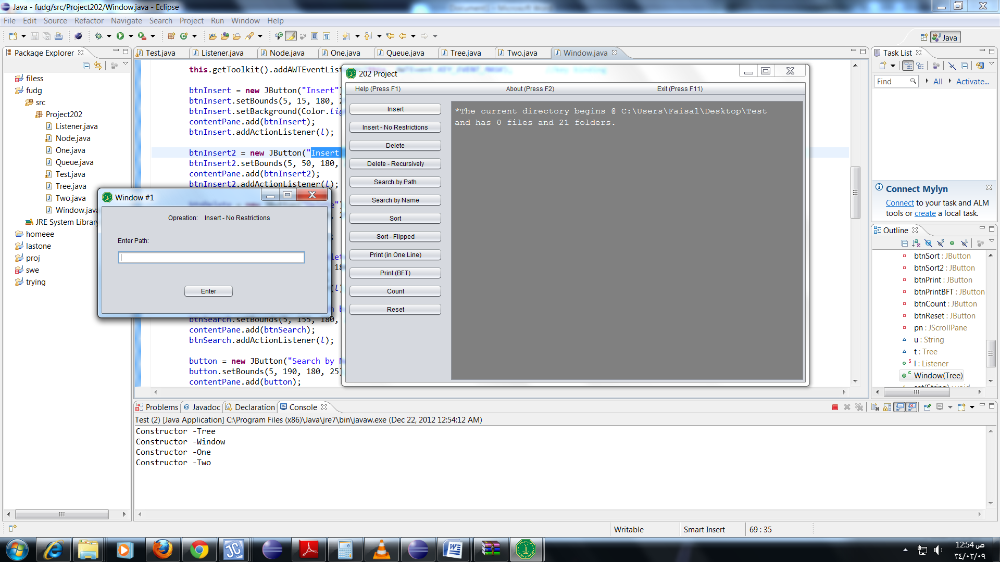 Java - fudg/src/Project202/Window.java - Eclipse
File Edit Source Refactor Navigate Search Project Run Window Help
Java
Package Explorer
filess
fudg
src
Project202
Listener.java
Node.java
One.java
Queue.java
Test.java
Tree.java
Two.java
Window.java
JRE System Library
homeee
lastone
proj
swe
trying
Test.java Listener.java Node.java One.java Queue.java Tree.java Two.java Window.java
this.getToolkit().addAWTEventLis
btnInsert = new JButton("Insert")
btnInsert.setBounds(5, 15, 180, 2
btnInsert.setBackground(Color.lig
contentPane.add(btnInsert);
btnInsert.addActionListener(l);
btnInsert2 = new JButton("Insert
btnInsert2.setBounds(5, 50, 180,
contentPane.add(btnInsert2);
btnInsert2.addActionListener(l);
btnSearch.setBounds(5, 155, 180,
contentPane.add(btnSearch);
btnSearch.addActionListener(l);
button = new JButton("Search by N
button.setBounds(5, 190, 180, 25)
contentPane.add(button);
Window #1
Opreation: Insert - No Restrictions
Enter Path:
Enter
202 Project
Help (Press F1) About (Press F2) Exit (Press F11)
Insert
Insert - No Restrictions
Delete
Delete - Recursively
Search by Path
Search by Name
Sort
Sort - Flipped
Print (in One Line)
Print (BFT)
Count
Reset
*The current directory begins @ C:\Users\Faisal\Desktop\Test
and has 0 files and 21 folders.
Task List
Find All Activate...
Connect Mylyn
Connect to your task and ALM
tools or create a local task.
Outline
btnSort : JButton
btnSort2 : JButton
btnPrint : JButton
btnPrintBFT : JButton
btnCount : JButton
btnReset : JButton
pn : JScrollPane
u : String
t : Tree
l : Listener
Window(Tree)
Problems @ Javadoc Declaration Console
Test (2) [Java Application] C:\Program Files (x86)\Java\jre7\bin\javaw.exe (Dec 22, 2012 12:54:12 AM)
Constructor -Tree
Constructor -Window
Constructor -One
Constructor -Two
Writable Smart Insert 69 : 35
12:54 ص
٣٤/٠٢/٠٩